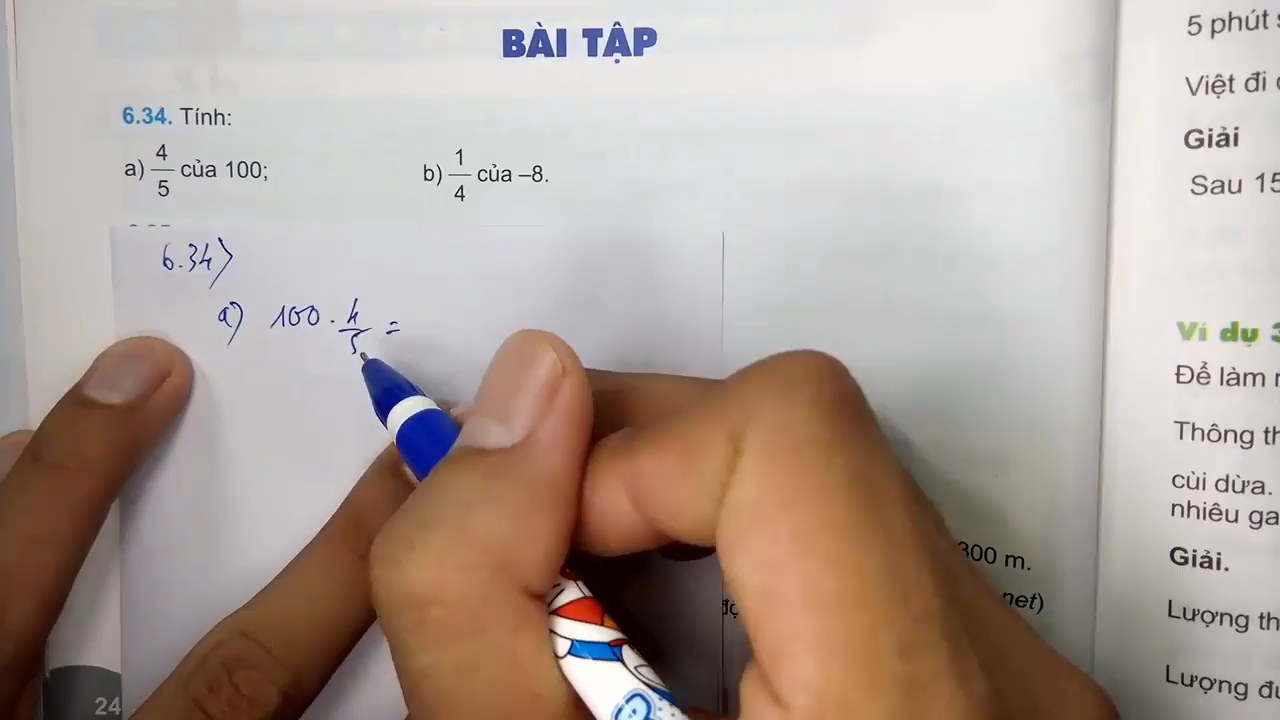 BÀI TẬP
6.34. Tính:
a) 4/5 của 100;
b) 1/4 của –8.
6.34)
a) 100 . 4/5 =
300 m.
net)
24
5 phút
Việt đi
Giải
Sau 15
Ví dụ 3
Để làm
Thông th
cùi dừa.
nhiêu ga
Giải.
Lượng th
Lượng đu